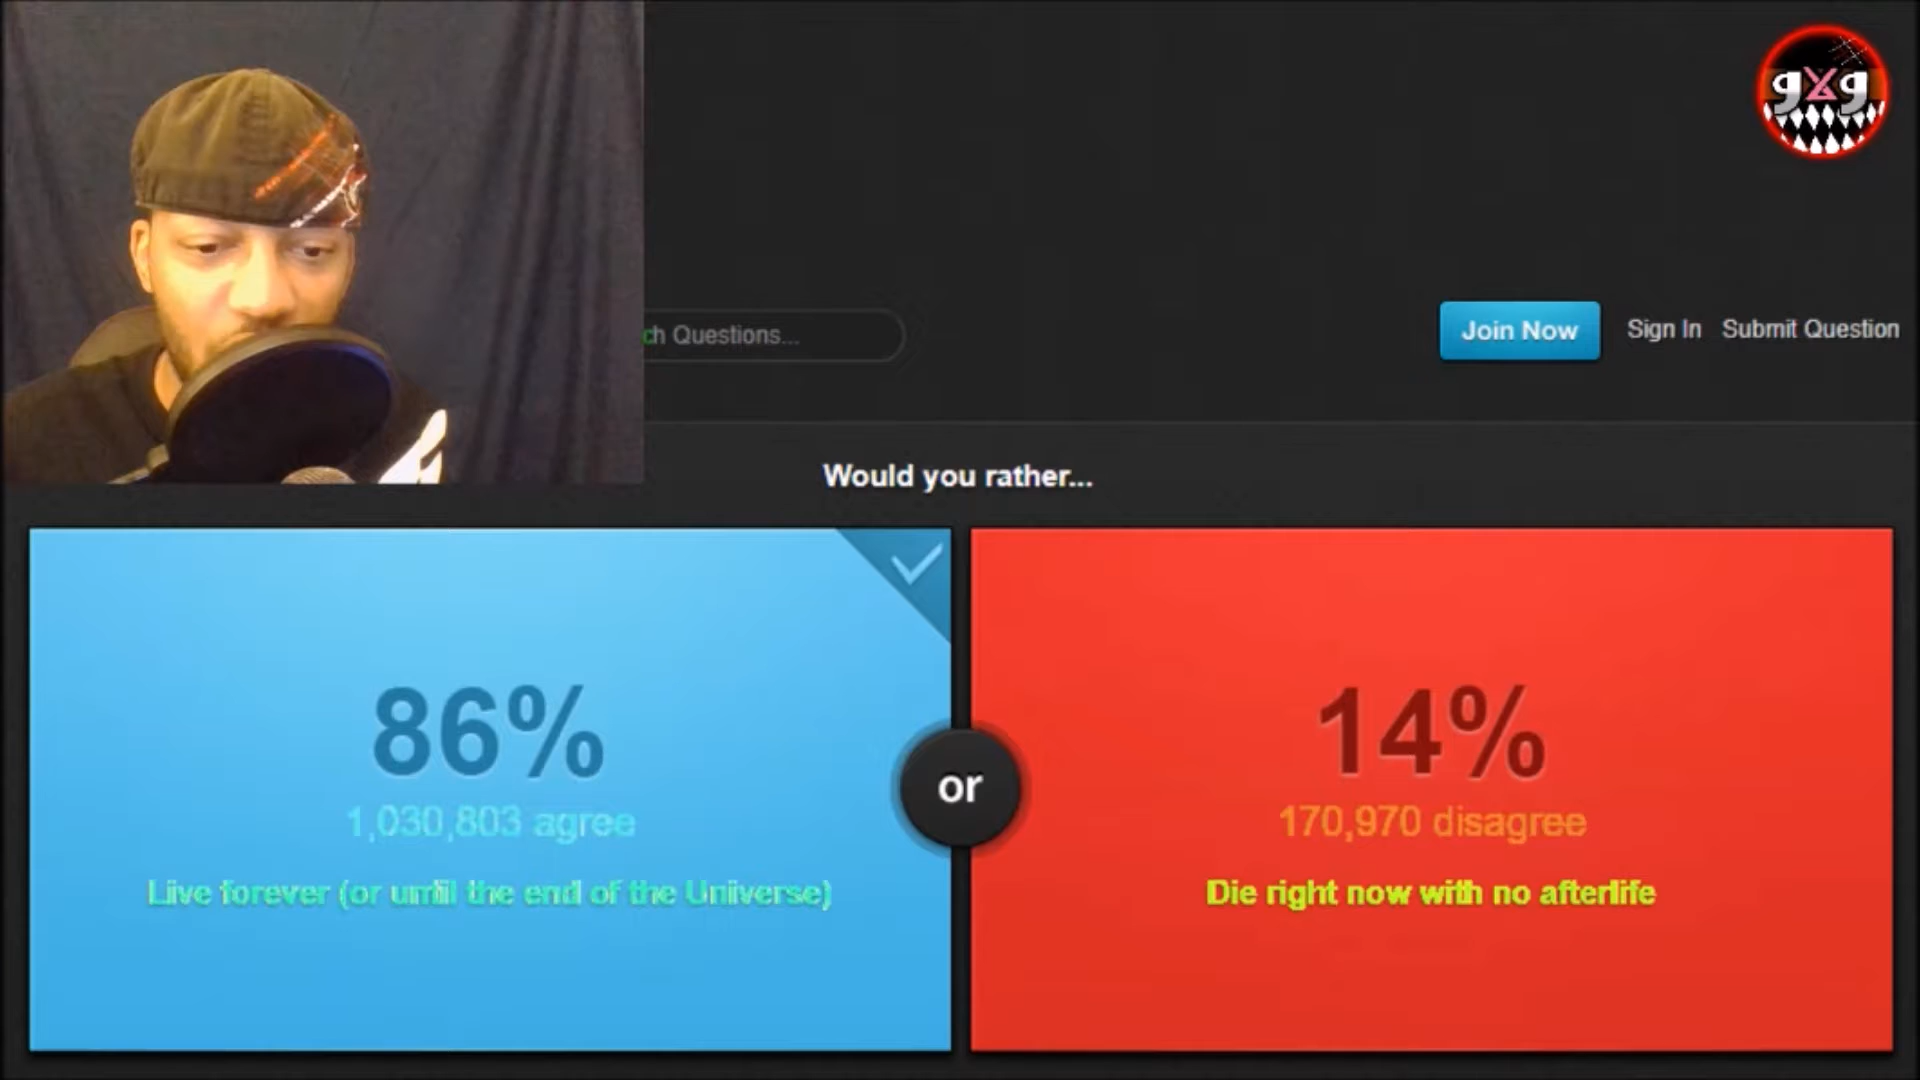 gxg
ch Questions...
Join Now
Sign In
Submit Question
Would you rather...
86%
1,030,803 agree
Live forever (or until the end of the Universe)
or
14%
170,970 disagree
Die right now with no afterlife